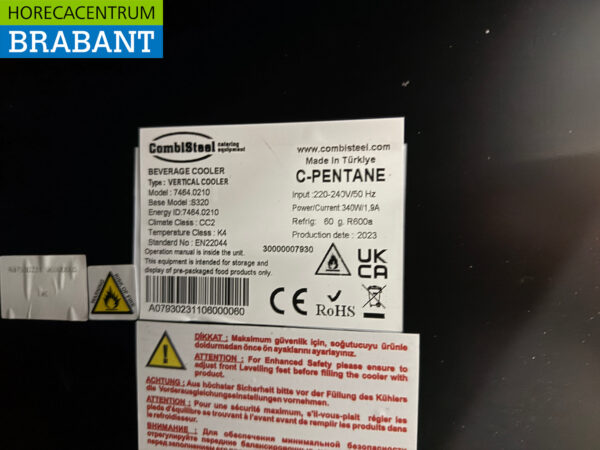 HORECACENTRUM
BRABANT
CombiSteel catering equipment
www.combisteel.com
Made in Türkiye
BEVERAGE COOLER
Type : VERTICAL COOLER
Model : 7464.0210
Base Model : S320
Energy ID:7464.0210
Climate Class : CC2
Temperature Class : K4
Standard No : EN22044
Operation manual is inside the unit.
This equipment is intended for storage and
display of pre-packaged food products only.
C-PENTANE
Input :220-240V/50 Hz
Power/Current:340W/1,9A
Refrig: 60 g. R600a
Production date : 2023
30000007930
UK
CA
CE
RoHS
A07930231106000060
DİKKAT : Maksimum güvenlik için, soğutucuyu ürünle
doldurmadan önce ön ayaklarını ayarlayınız.
ATTENTION : For Enhanced Safety please ensure to
adjust front Levelling feet before filling the cooler with
product.
ACHTUNG : Aus höchster Sicherheit bitte vor der Füllung des Kühlers
die Vorderausgleichungseinstellungen vornehmen.
ATTENTION : Pour une sécurité maximum, s'il-vous-plait régler les
pieds d'équilibre se trouvant à l'avant avant de remplir les produits dans
le refroidisseur.
ВНИМАНИЕ : Для обеспечения минимальной безопасности
отрегулируйте передние балансировочные
перед заполнением